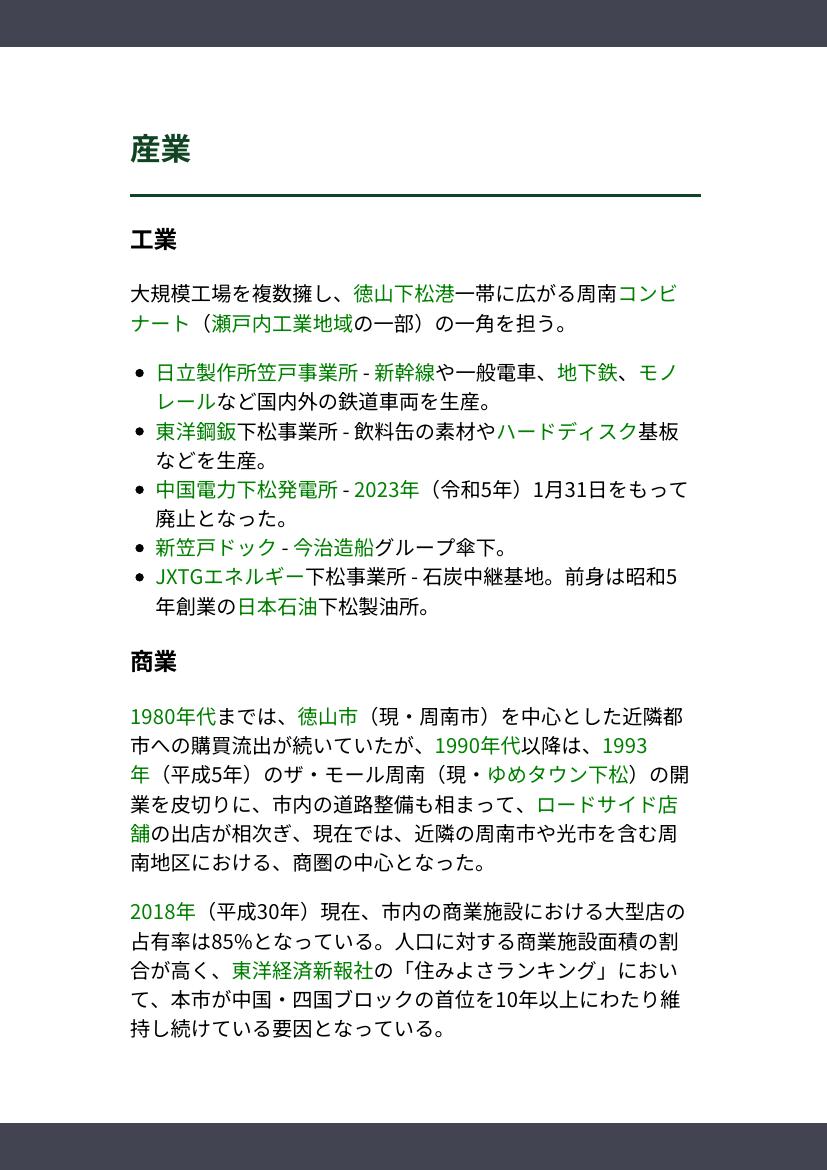 産業
工業
大規模工場を複数擁し、徳山下松港一帯に広がる周南コンビ
ナート（瀬戸内工業地域の一部）の一角を担う。
• 日立製作所笠戸事業所 - 新幹線や一般電車、地下鉄、モノ
レールなど国内外の鉄道車両を生産。
• 東洋鋼鈑下松事業所 - 飲料缶の素材やハードディスク基板
などを生産。
• 中国電力下松発電所 - 2023年（令和5年）1月31日をもって
廃止となった。
• 新笠戸ドック - 今治造船グループ傘下。
• JXTGエネルギー下松事業所 - 石炭中継基地。前身は昭和5
年創業の日本石油下松製油所。
商業
1980年代までは、徳山市（現・周南市）を中心とした近隣都
市への購買流出が続いていたが、1990年代以降は、1993
年（平成5年）のザ・モール周南（現・ゆめタウン下松）の開
業を皮切りに、市内の道路整備も相まって、ロードサイド店
舗の出店が相次ぎ、現在では、近隣の周南市や光市を含む周
南地区における、商圏の中心となった。
2018年（平成30年）現在、市内の商業施設における大型店の
占有率は85%となっている。人口に対する商業施設面積の割
合が高く、東洋経済新報社の「住みよさランキング」におい
て、本市が中国・四国ブロックの首位を10年以上にわたり維
持し続けている要因となっている。